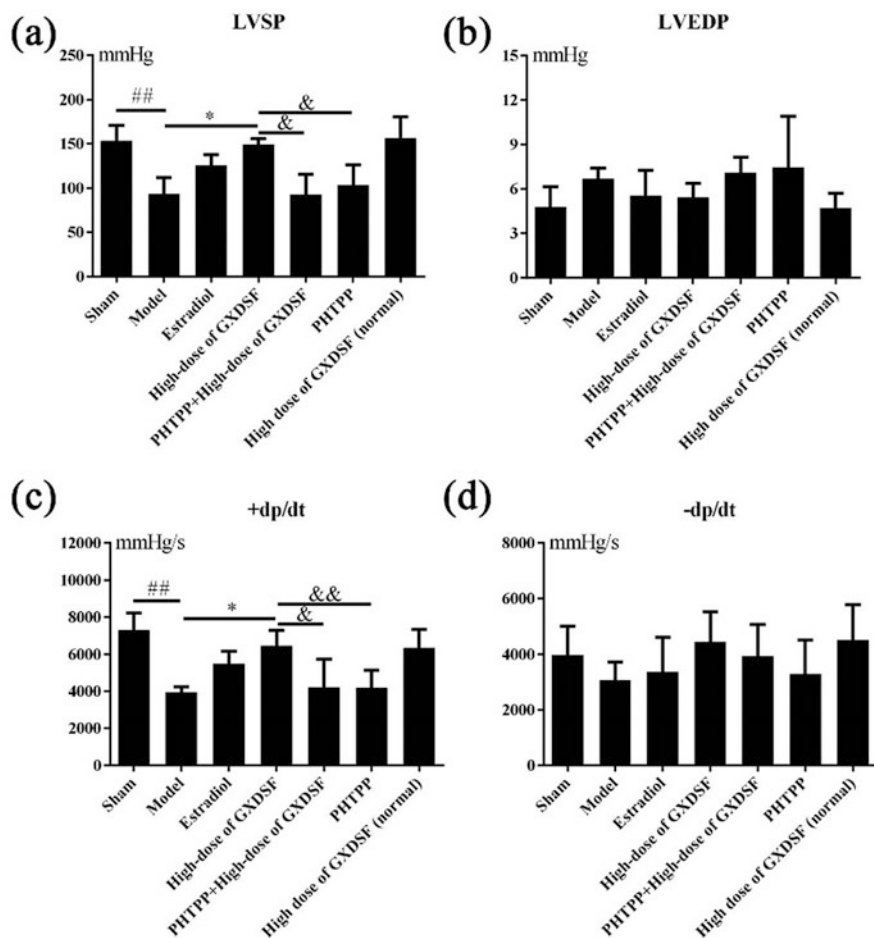 (a)
LVSP
mmHg
250
200
150
100
50
0
##
*
&
&
Sham
Model
Estradiol
High-dose of GXDSF
PHTPP+High-dose of GXDSF
PHTPP
High dose of GXDSF (normal)
(b)
LVEDP
mmHg
15
12
9
6
3
0
Sham
Model
Estradiol
High-dose of GXDSF
PHTPP+High-dose of GXDSF
PHTPP
High dose of GXDSF (normal)
(c)
+dp/dt
mmHg/s
12000
10000
8000
6000
4000
2000
0
##
*
&&
&
Sham
Model
Estradiol
High-dose of GXDSF
PHTPP+High-dose of GXDSF
PHTPP
High dose of GXDSF (normal)
(d)
-dp/dt
mmHg/s
8000
6000
4000
2000
0
Sham
Model
Estradiol
High-dose of GXDSF
PHTPP+High-dose of GXDSF
PHTPP
High dose of GXDSF (normal)